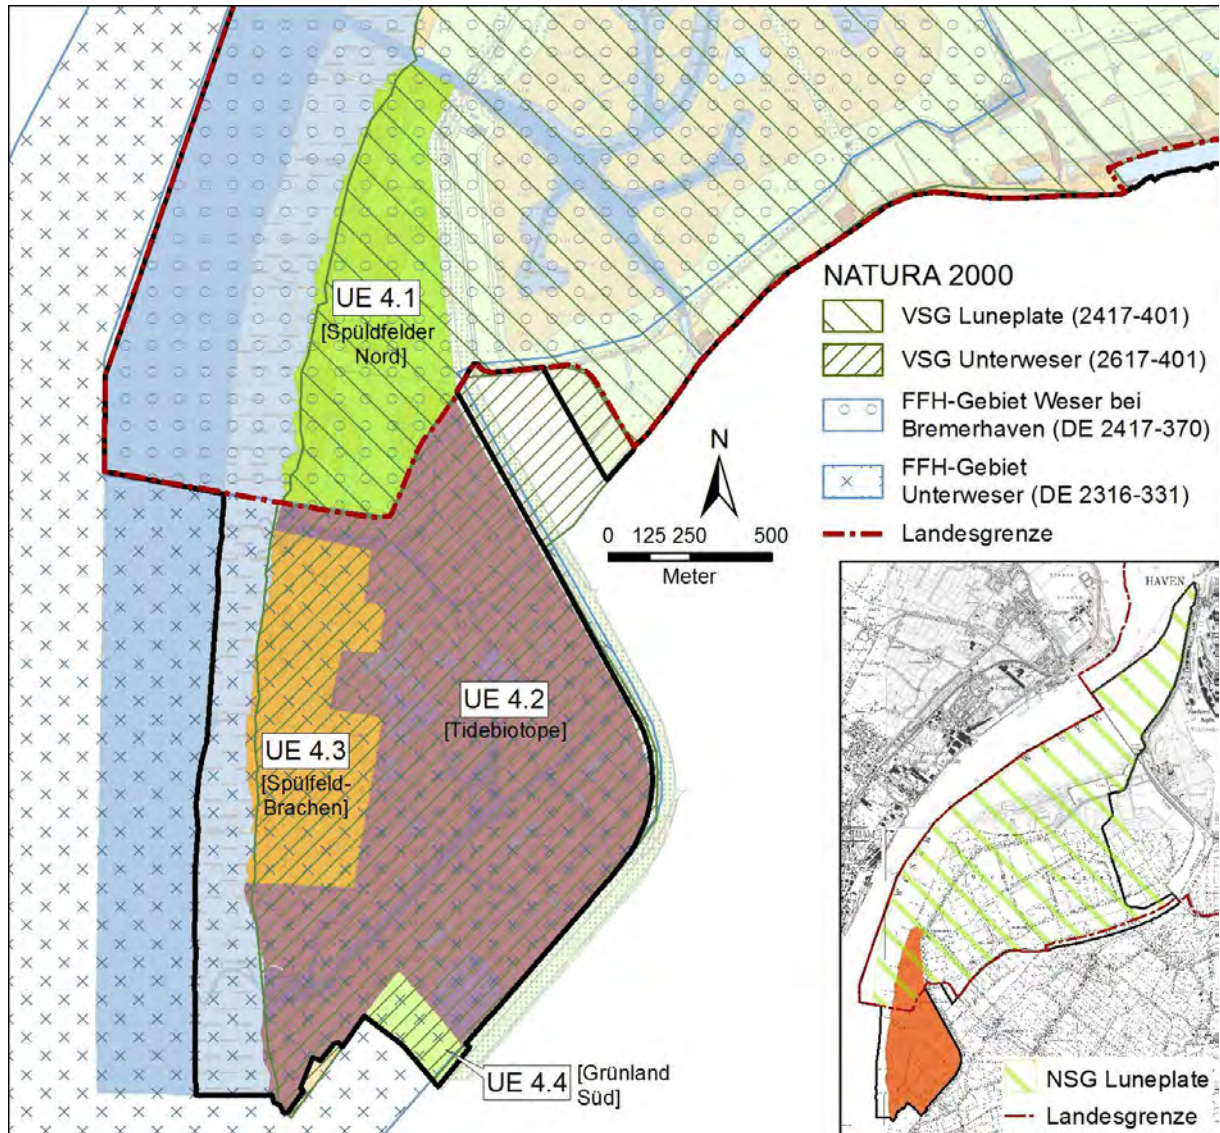 UE 4.1
[Spüldfelder
Nord]
NATURA 2000
VSG Luneplate (2417-401)
VSG Unterweser (2617-401)
FFH-Gebiet Weser bei
Bremerhaven (DE 2417-370)
FFH-Gebiet
Unterweser (DE 2316-331)
Landesgrenze
N
0 125 250 500
Meter
UE 4.2
[Tidebiotope]
UE 4.3
[Spülfeld-
Brachen]
UE 4.4 [Grünland
Süd]
HAVEN
NSG Luneplate
Landesgrenze